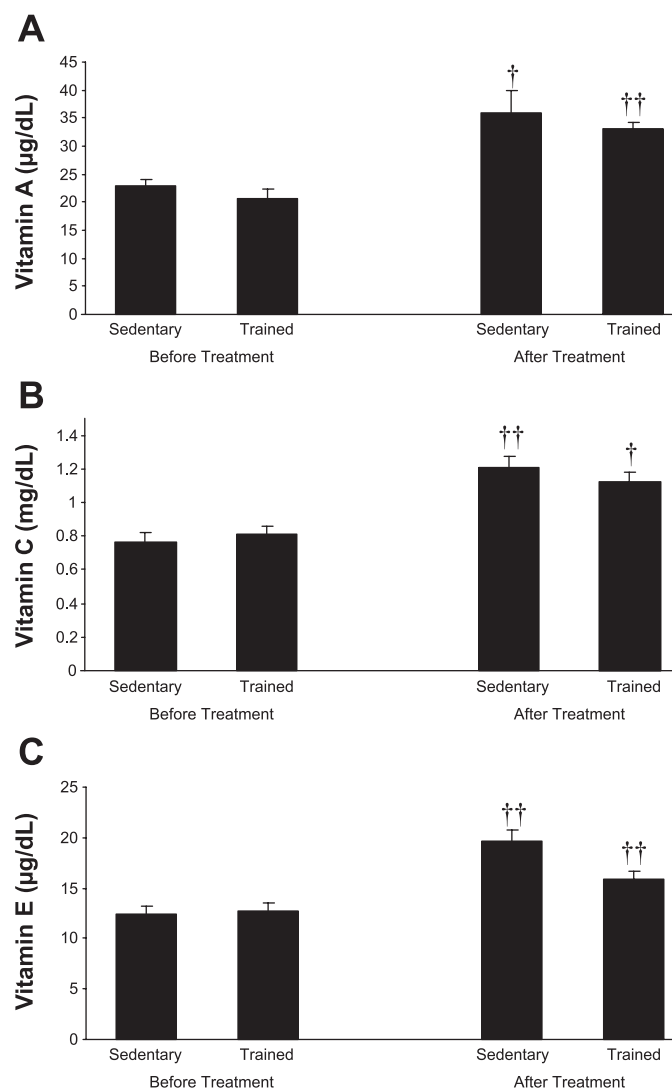 A
Vitamin A (µg/dL)
45
40
35
30
25
20
15
10
5
0
†
††
Sedentary Trained Sedentary Trained
Before Treatment After Treatment
B
Vitamin C (mg/dL)
1.4
1.2
1
0.8
0.6
0.4
0.2
0
††
†
Sedentary Trained Sedentary Trained
Before Treatment After Treatment
C
Vitamin E (µg/dL)
25
20
15
10
5
0
††
††
Sedentary Trained Sedentary Trained
Before Treatment After Treatment